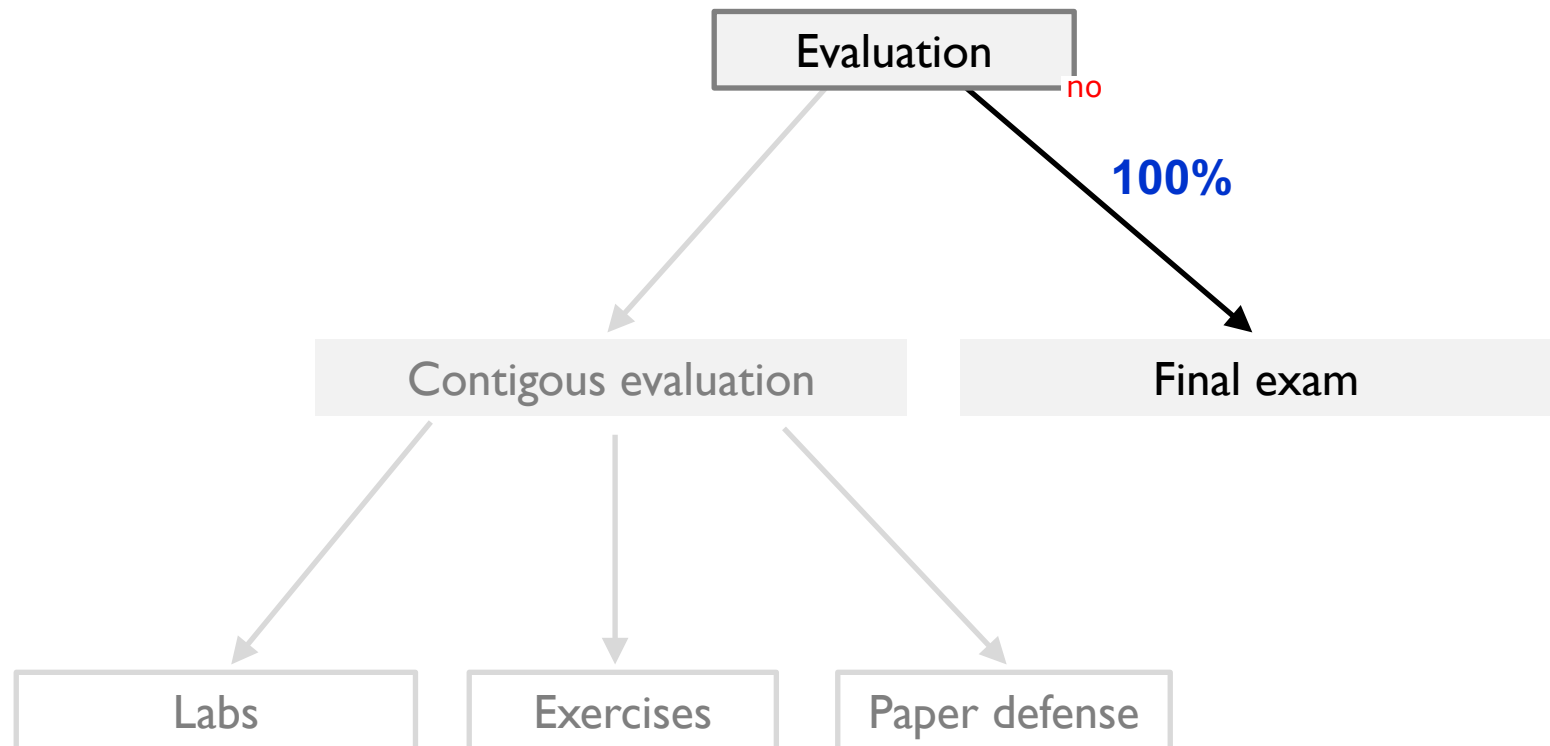 Evaluation
no
100%
Contigous evaluation
Final exam
Labs
Exercises
Paper defense